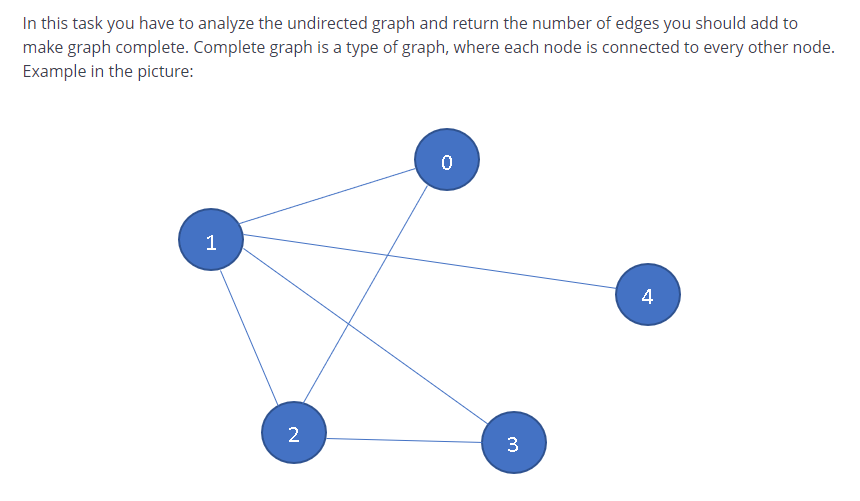 In this task you have to analyze the undirected graph and return the number of edges you should add to
make graph complete. Complete graph is a type of graph, where each node is connected to every other node.
Example in the picture:
0
1
4
2
3